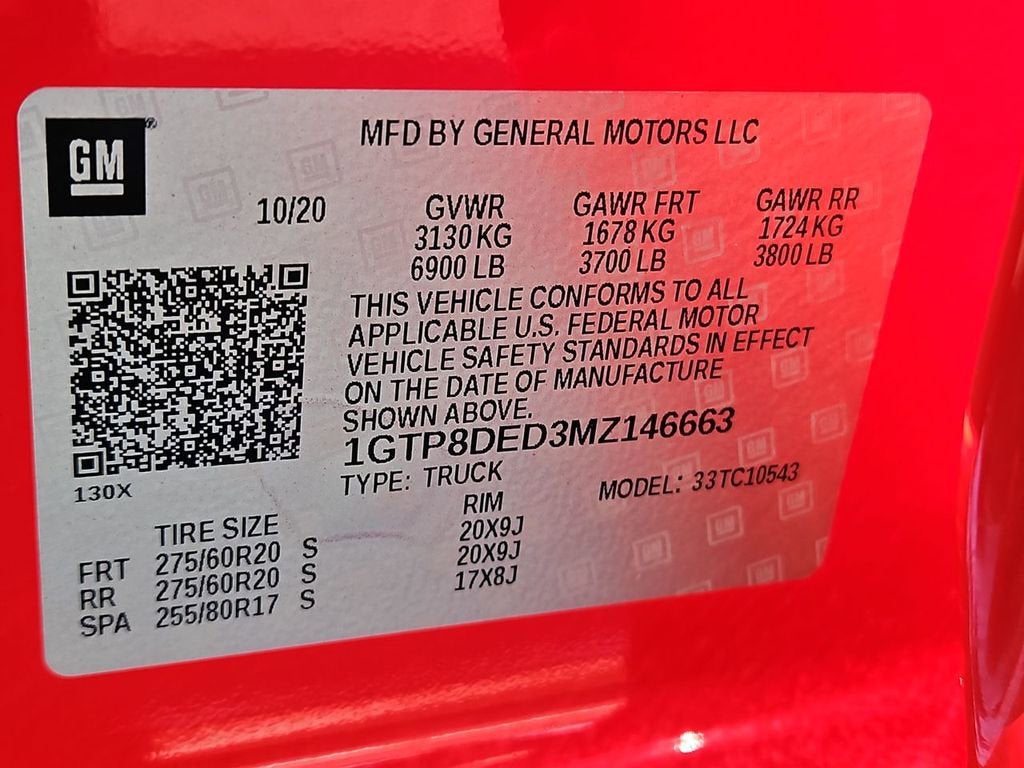 GM
MFD BY GENERAL MOTORS LLC
10/20 GVWR GAWR FRT GAWR RR
3130 KG 1678 KG 1724 KG
6900 LB 3700 LB 3800 LB
THIS VEHICLE CONFORMS TO ALL
APPLICABLE U.S. FEDERAL MOTOR
VEHICLE SAFETY STANDARDS IN EFFECT
ON THE DATE OF MANUFACTURE
SHOWN ABOVE.
1GTP8DED3MZ146663
130X
TYPE: TRUCK MODEL: 33TC10543
TIRE SIZE RIM
FRT 275/60R20 S 20X9J
RR 275/60R20 S 20X9J
SPA 255/80R17 S 17X8J